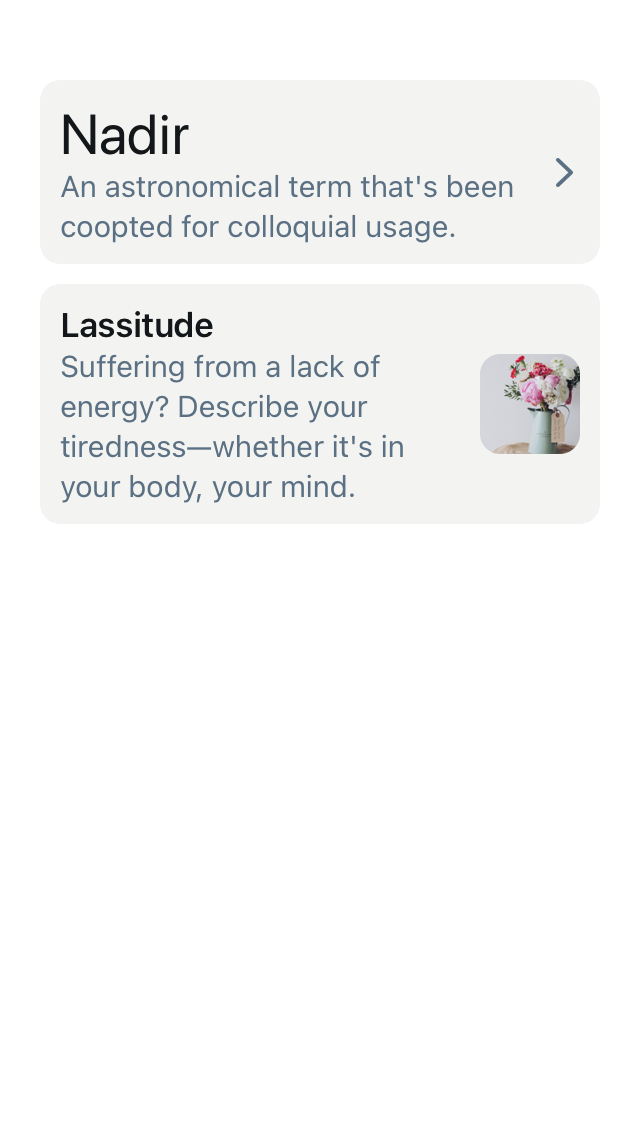 Nadir
An astronomical term that's been
coopted for colloquial usage.
Lassitude
Suffering from a lack of
energy? Describe your
tiredness—whether it's in
your body, your mind.